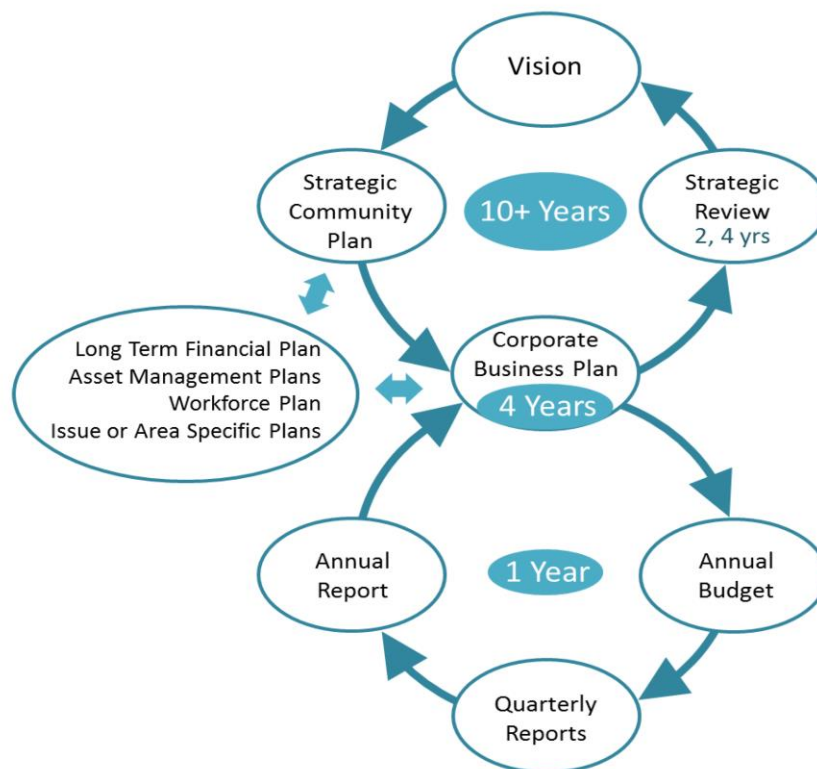 Vision
Strategic
Community
Plan
10+ Years
Strategic
Review
2, 4 yrs
Long Term Financial Plan
Asset Management Plans
Workforce Plan
Issue or Area Specific Plans
Corporate
Business Plan
4 Years
Annual
Report
1 Year
Annual
Budget
Quarterly
Reports